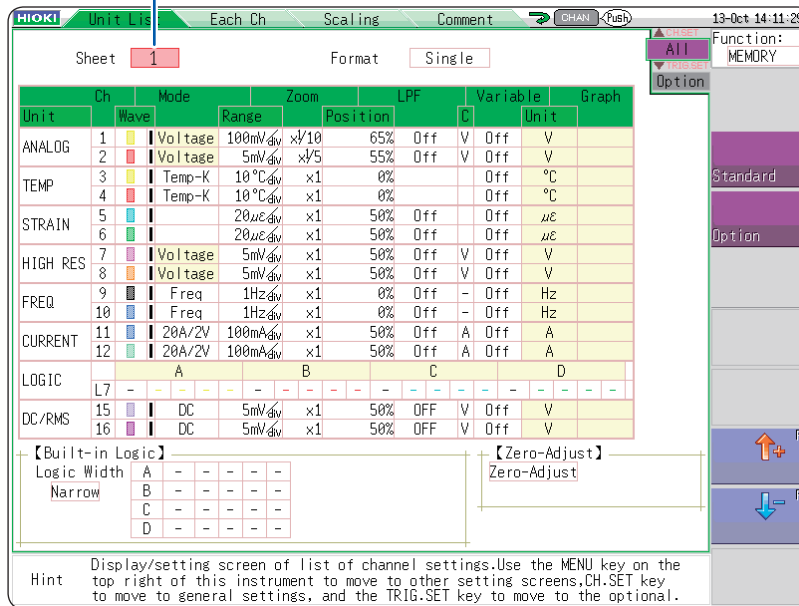 HIOKI Unit List Each Ch Scaling Comment CHAN Push 13-Oct 14:11:29
▲CH.SET Function:
All MEMORY
▼TRIG.SET
Sheet 1 Format Single Option
Ch Mode Zoom LPF Variable Graph
Unit Wave Range Position C Unit
ANALOG 1 Voltage 100mV/div x1/10 65% Off V Off V
2 Voltage 5mV/div x1/5 55% Off V Off V
TEMP 3 Temp-K 10°C/div x1 0% Off °C
4 Temp-K 10°C/div x1 0% Off °C
Standard
STRAIN 5 20με/div x1 50% Off Off με
6 20με/div x1 50% Off Off με
Option
HIGH RES 7 Voltage 5mV/div x1 50% Off V Off V
8 Voltage 5mV/div x1 50% Off V Off V
FREQ 9 Freq 1Hz/div x1 0% Off - Off Hz
10 Freq 1Hz/div x1 0% Off - Off Hz
CURRENT 11 20A/2V 100mA/div x1 50% Off A Off A
12 20A/2V 100mA/div x1 50% Off A Off A
LOGIC A B C D
L7 - - - - - - - - - - - - - - - -
DC/RMS 15 DC 5mV/div x1 50% OFF V Off V
16 DC 5mV/div x1 50% OFF V Off V
【Built-in Logic】 【Zero-Adjust】
Logic Width A - - - - Zero-Adjust
Narrow B - - - -
C - - - -
D - - - -
Hint Display/setting screen of list of channel settings.Use the MENU key on the
top right of this instrument to move to other setting screens,CH.SET key
to move to general settings, and the TRIG.SET key to move to the optional.